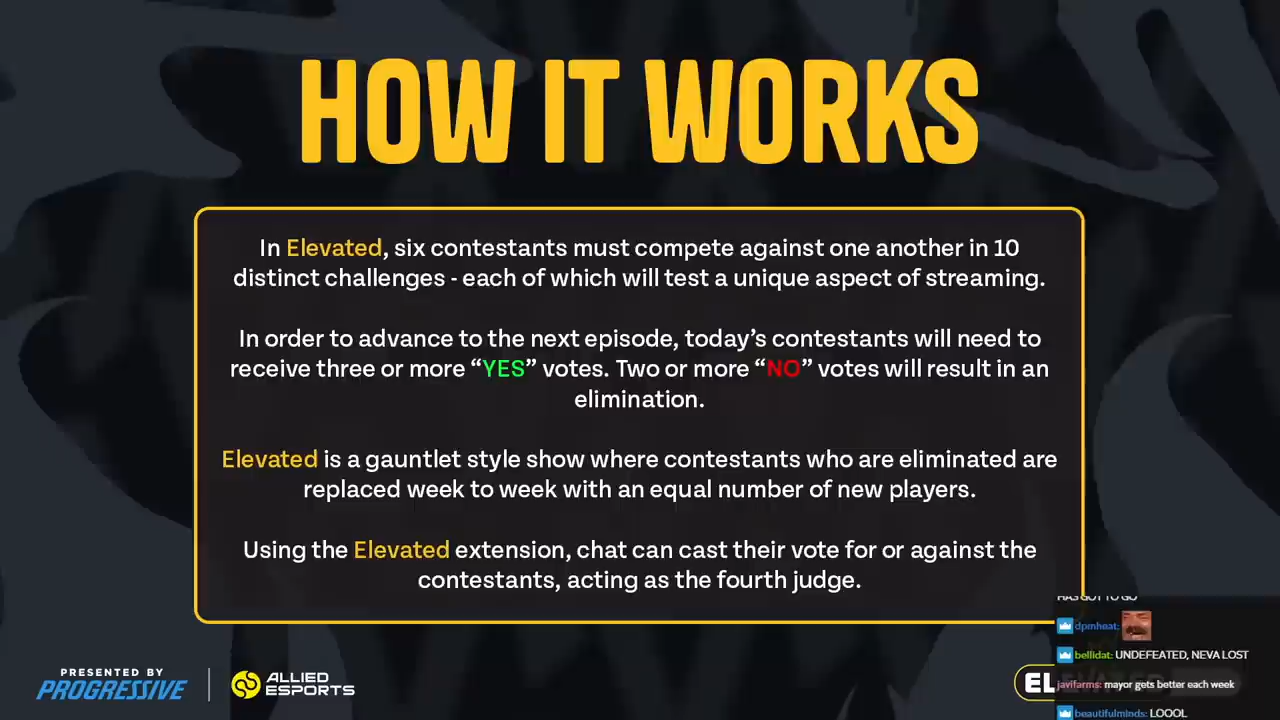 HOW IT WORKS
In Elevated, six contestants must compete against one another in 10
distinct challenges - each of which will test a unique aspect of streaming.
In order to advance to the next episode, today’s contestants will need to
receive three or more “YES” votes. Two or more “NO” votes will result in an
elimination.
Elevated is a gauntlet style show where contestants who are eliminated are
replaced week to week with an equal number of new players.
Using the Elevated extension, chat can cast their vote for or against the
contestants, acting as the fourth judge.
HAS GOT TO GO
dpmheat:
bellidat: UNDEFEATED, NEVA LOST
javifarms: mayor gets better each week
beautifulminds: LOOOL
PRESENTED BY
PROGRESSIVE
ALLIED
ESPORTS
ELEVATED